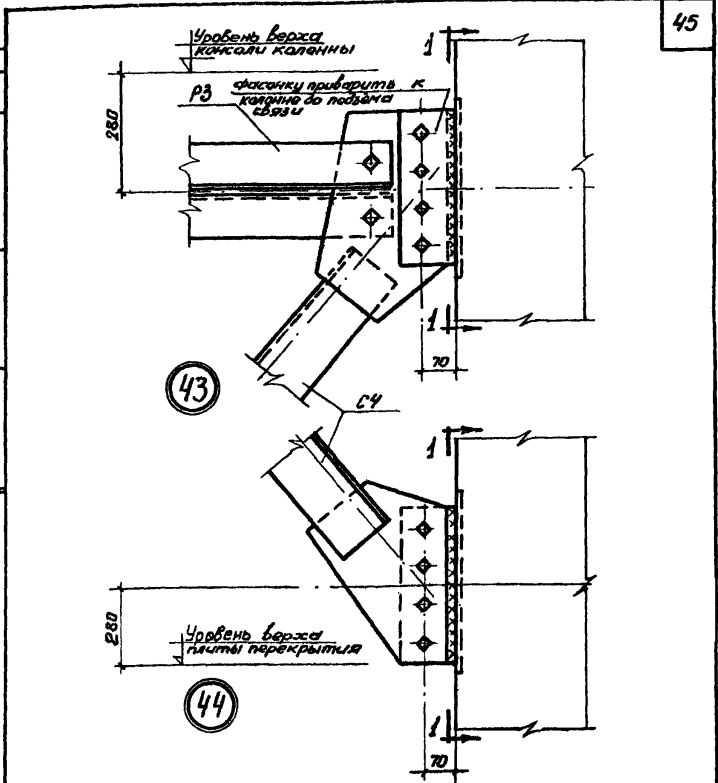 45
Уровень верха
консоли колонны
1
Р3
фасонку приварить к
колонне до подъема
связи
280
1
70
43
С4
1
280
Уровень верха
плиты перекрытия
44
1
70